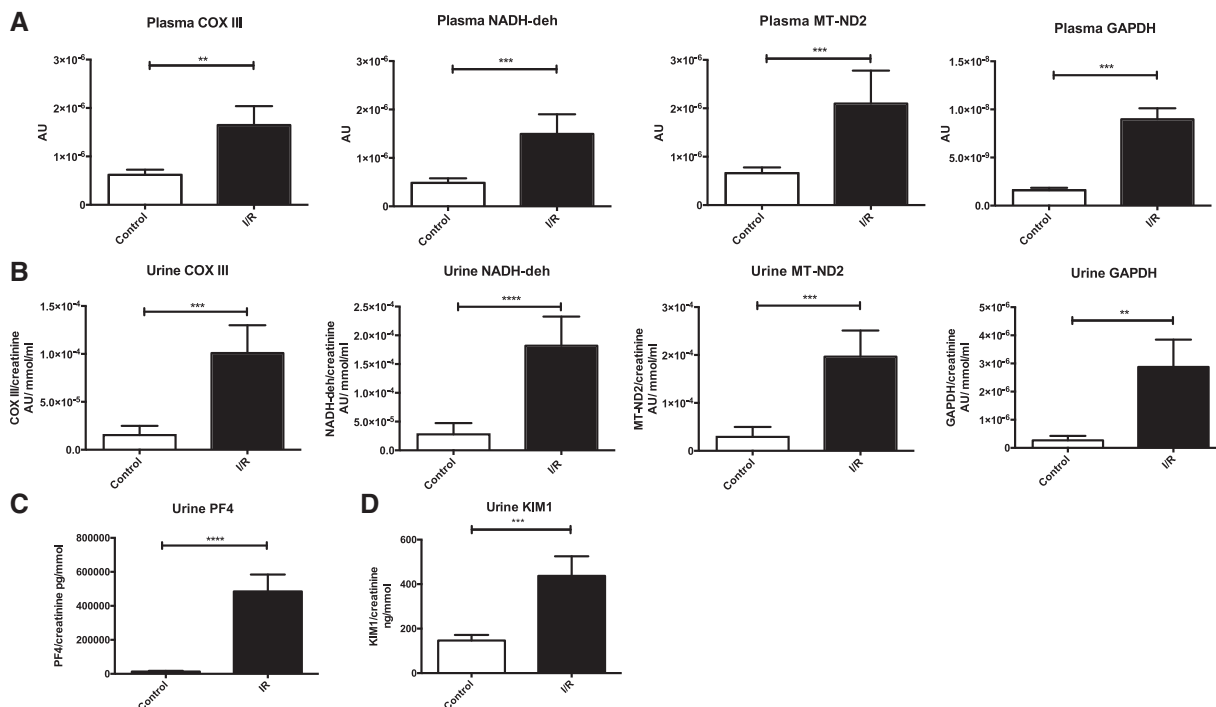 A
Plasma COX III
3×10-6
2×10-6
1×10-6
0
AU
**
Control
I/R
Plasma NADH-deh
3×10-6
2×10-6
1×10-6
0
AU
***
Control
I/R
Plasma MT-ND2
3×10-6
2×10-6
1×10-6
0
AU
***
Control
I/R
Plasma GAPDH
1.5×10-8
1.0×10-8
5.0×10-9
0.0
AU
***
Control
I/R
B
Urine COX III
1.5×10-4
1.0×10-4
5.0×10-5
0.0
COX III/creatinine
AU/ mmol/ml
***
Control
I/R
Urine NADH-deh
2.5×10-4
2.0×10-4
1.5×10-4
1.0×10-4
5.0×10-5
0.0
NADH-deh/creatinine
AU/ mmol/ml
****
Control
I/R
Urine MT-ND2
3×10-4
2×10-4
1×10-4
0
MT-ND2/creatinine
AU/ mmol/ml
***
Control
I/R
Urine GAPDH
5×10-6
4×10-6
3×10-6
2×10-6
1×10-6
0
GAPDH/creatinine
AU/ mmol/ml
**
Control
I/R
C
Urine PF4
800000
600000
400000
200000
0
PF4/creatinine pg/mmol
****
Control
IR
D
Urine KIM1
600
400
200
0
KIM1/creatinine
ng/mmol
***
Control
I/R